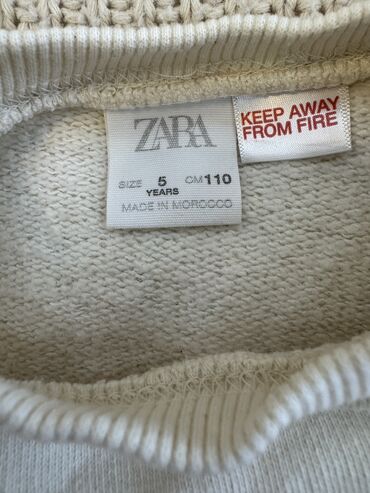 ZARA
SIZE 5 CM 110
YEARS
MADE IN MOROCCO
KEEP AWAY
FROM FIRE